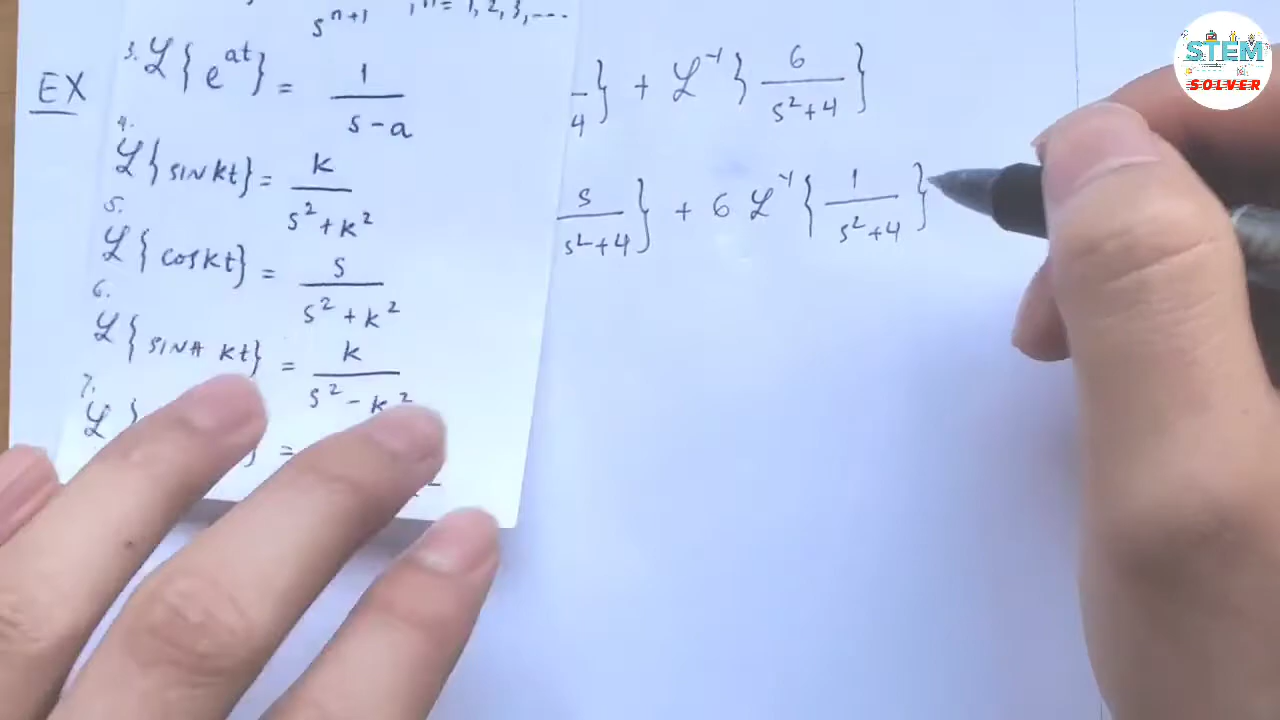 s^{n+1} , n = 1, 2, 3, ....
EX
3. ℒ{e^{at}} = 1/(s-a)
4. ℒ{SIN kt} = k/(s²+k²)
5. ℒ{COS kt} = s/(s²+k²)
6. ℒ{SINH kt} = k/(s²-k²)
7. ℒ{ } =
4} + ℒ⁻¹{6/(s²+4)}
s/(s²+4)} + 6 ℒ⁻¹{1/(s²+4)}
STEM
SOLVER